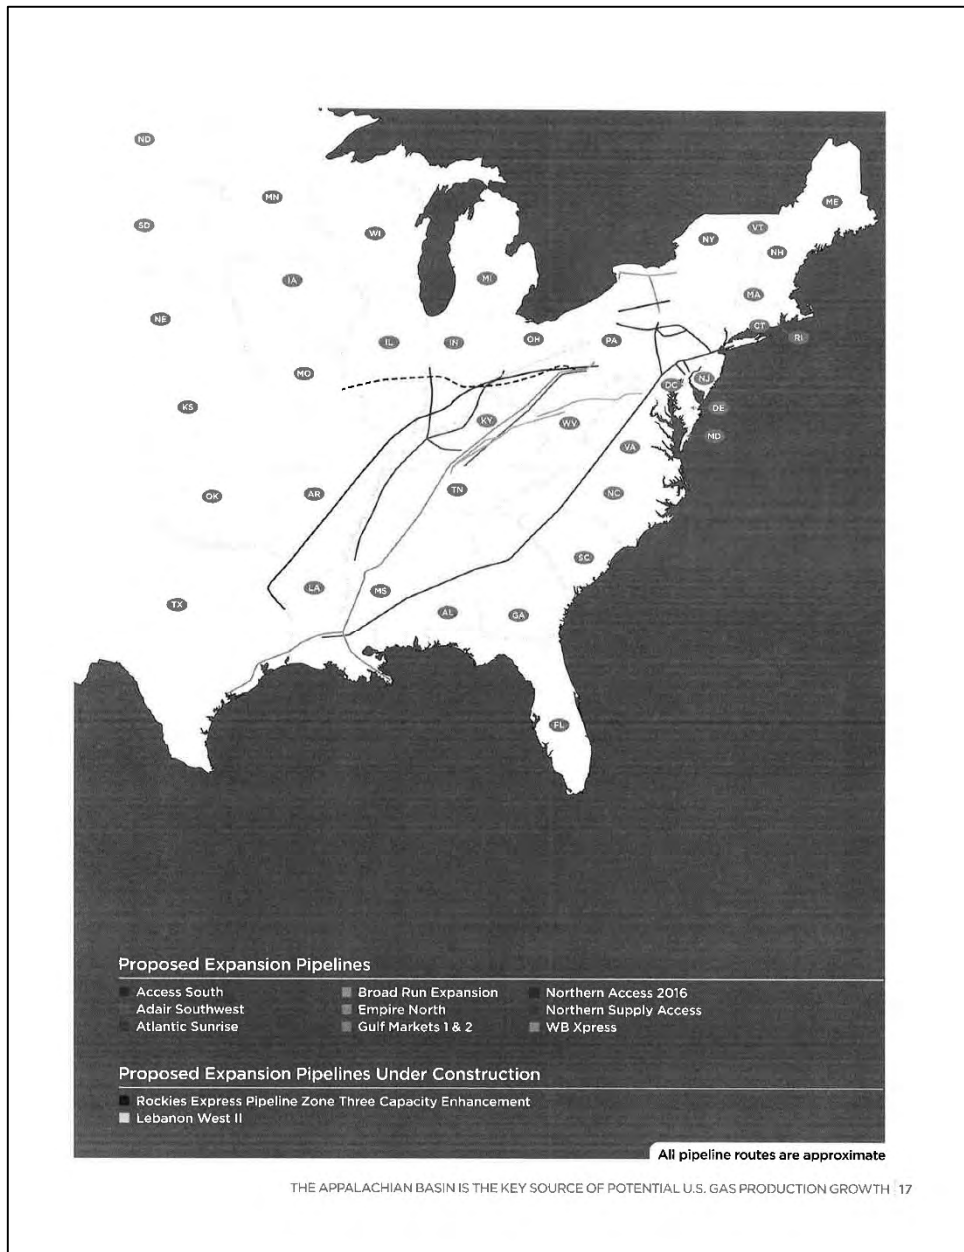 ND
MN
ME
SD
WI
NY
VT
NH
IA
MI
MA
NE
CT
RI
IL
IN
OH
PA
MO
DC
NJ
KS
DE
KY
WV
MD
VA
OK
AR
TN
NC
SC
LA
MS
TX
AL
GA
FL
Proposed Expansion Pipelines
Access South
Broad Run Expansion
Northern Access 2016
Adair Southwest
Empire North
Northern Supply Access
Atlantic Sunrise
Gulf Markets 1 & 2
WB Xpress
Proposed Expansion Pipelines Under Construction
Rockies Express Pipeline Zone Three Capacity Enhancement
Lebanon West II
All pipeline routes are approximate
THE APPALACHIAN BASIN IS THE KEY SOURCE OF POTENTIAL U.S. GAS PRODUCTION GROWTH 17